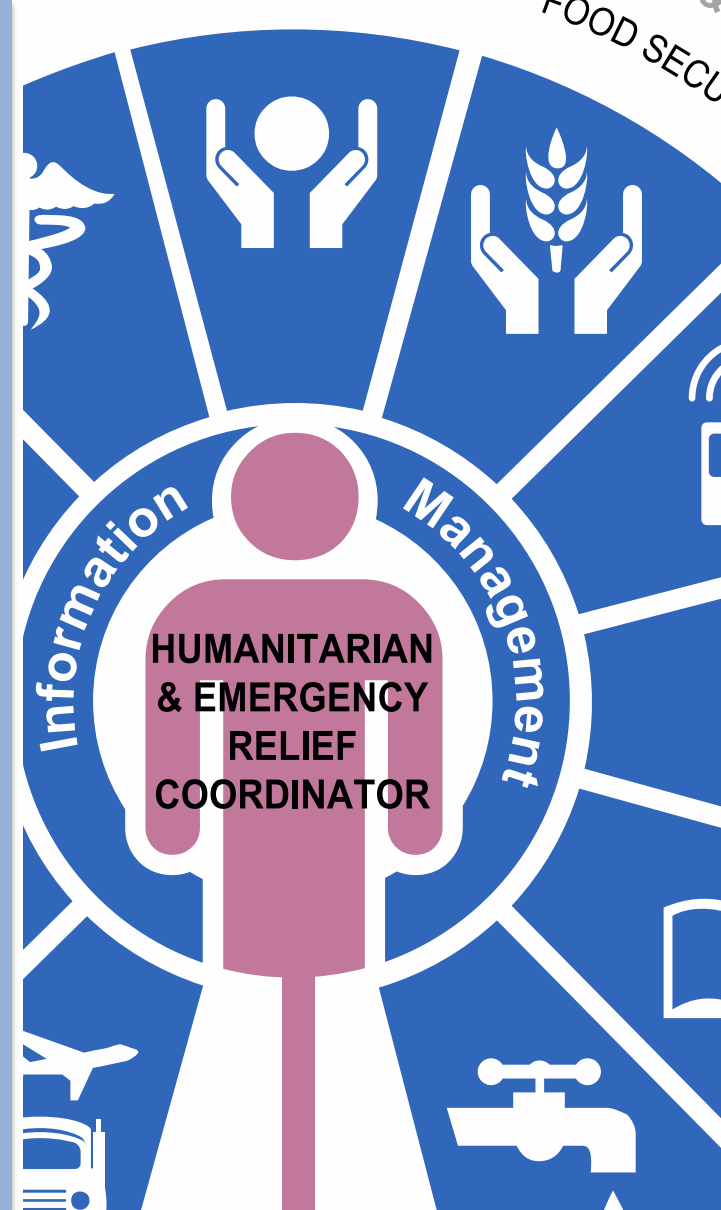 &
FOOD SECU
Information
Management
HUMANITARIAN
& EMERGENCY
RELIEF
COORDINATOR